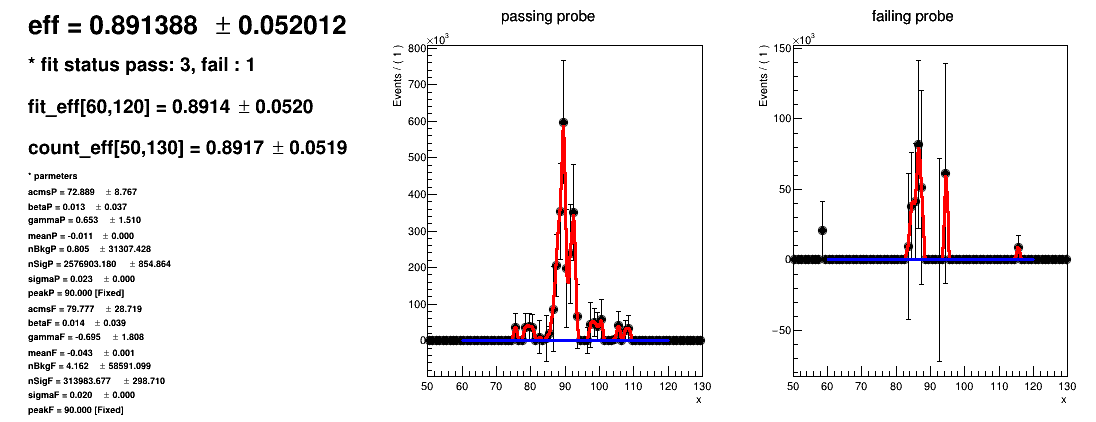 eff = 0.891388 ± 0.052012
* fit status pass: 3, fail : 1
fit_eff[60,120] = 0.8914 ± 0.0520
count_eff[50,130] = 0.8917 ± 0.0519
* parmeters
acmsP = 72.889 ± 8.767
betaP = 0.013 ± 0.037
gammaP = 0.653 ± 1.510
meanP = -0.011 ± 0.000
nBkgP = 0.805 ± 31307.428
nSigP = 2576903.180 ± 854.864
sigmaP = 0.023 ± 0.000
peakP = 90.000 [Fixed]
acmsF = 79.777 ± 28.719
betaF = 0.014 ± 0.039
gammaF = -0.695 ± 1.808
meanF = -0.043 ± 0.001
nBkgF = 4.162 ± 58591.099
nSigF = 313983.677 ± 298.710
sigmaF = 0.020 ± 0.000
peakF = 90.000 [Fixed]
passing probe
×10³
Events / ( 1 )
800
700
600
500
400
300
200
100
0
50 60 70 80 90 100 110 120 130
x
failing probe
×10³
Events / ( 1 )
150
100
50
0
−50
50 60 70 80 90 100 110 120 130
x